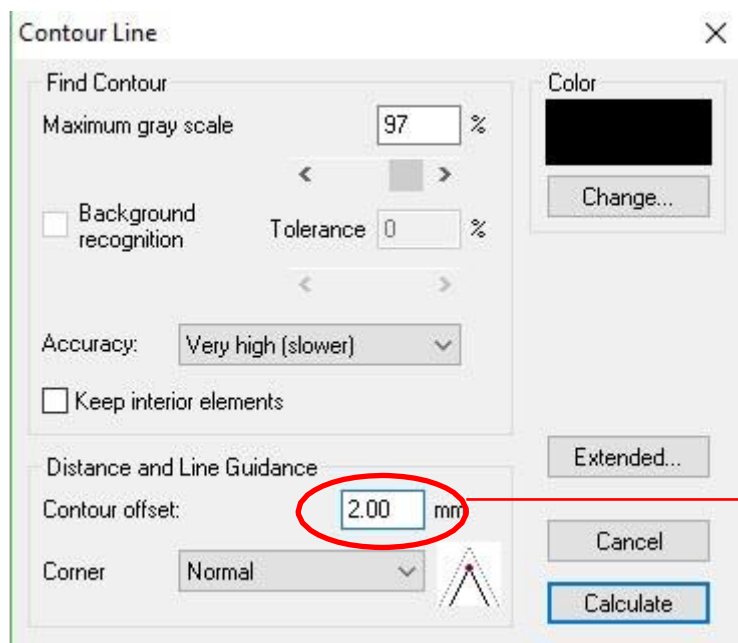 Contour Line
Find Contour
Color
Maximum gray scale 97 %
Change...
Background recognition
Tolerance 0 %
Accuracy: Very high (slower)
Keep interior elements
Distance and Line Guidance
Extended...
Contour offset: 2.00 mm
Cancel
Corner Normal
Calculate